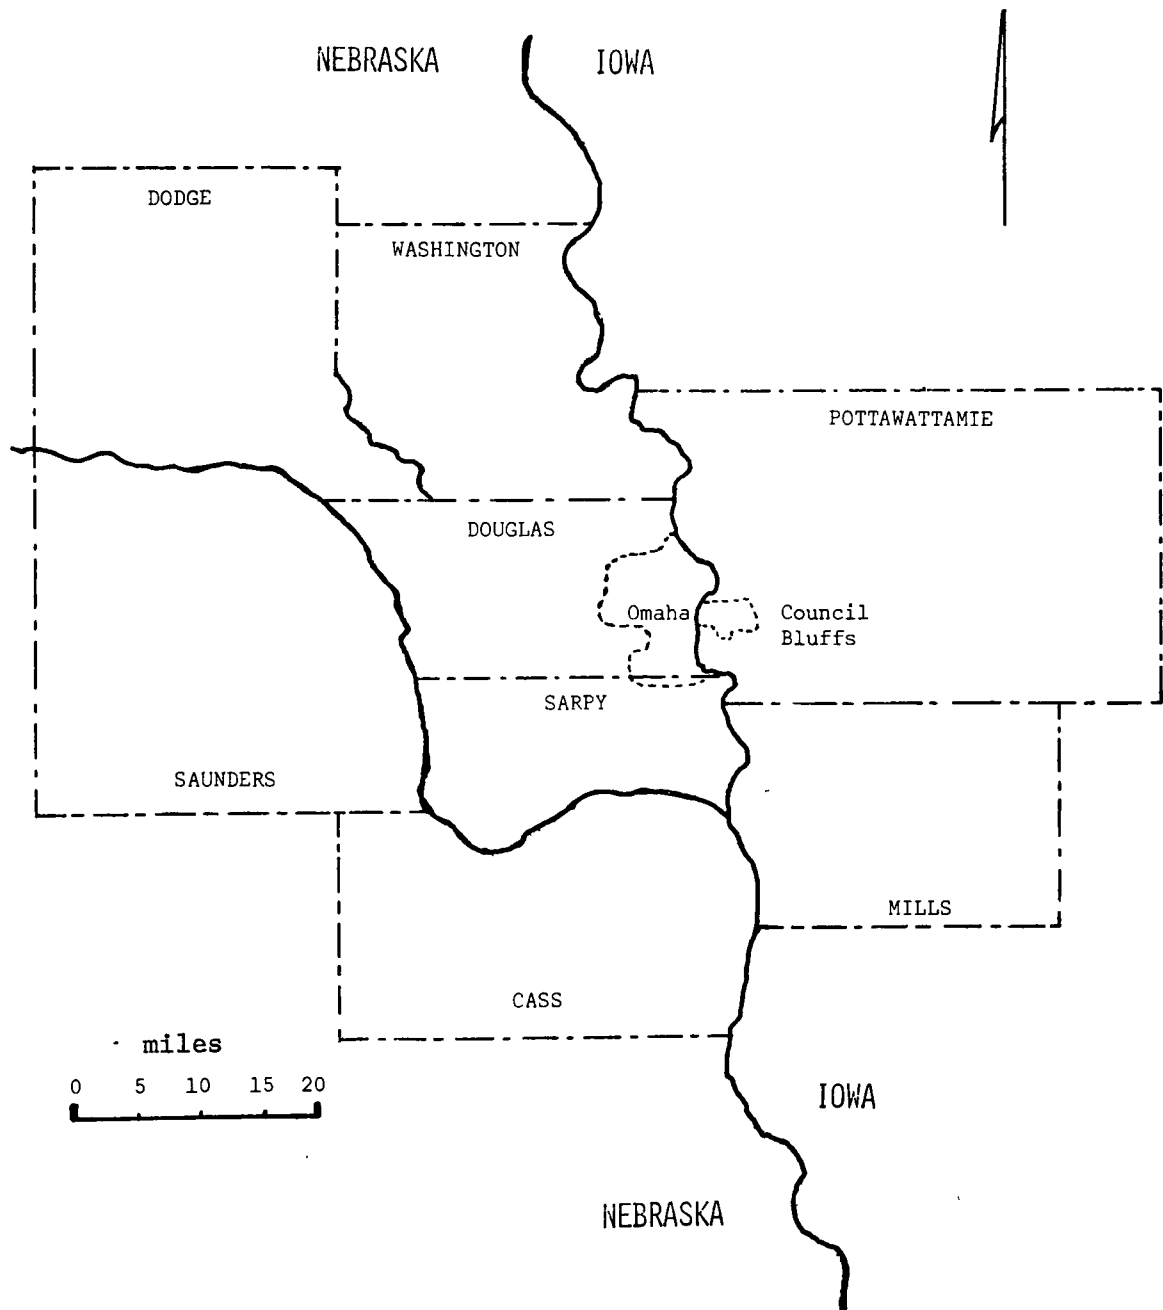 NEBRASKA IOWA
DODGE
WASHINGTON
POTTAWATTAMIE
DOUGLAS
Omaha
Council
Bluffs
SARPY
SAUNDERS
MILLS
CASS
miles
0 5 10 15 20
IOWA
NEBRASKA